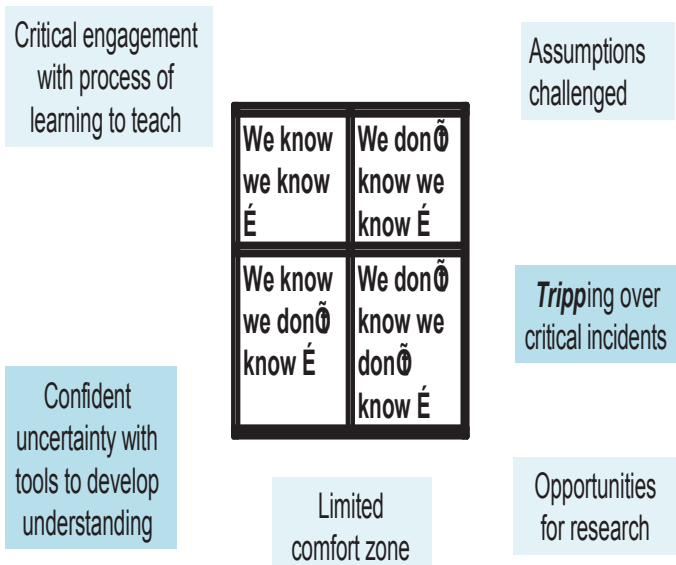 Critical engagement
with process of
learning to teach
Assumptions
challenged
We know
we know
É
We donÕt
know we
know É
We know
we donÕt
know É
We donÕt
know we
donÕt
know É
Tripping over
critical incidents
Confident
uncertainty with
tools to develop
understanding
Limited
comfort zone
Opportunities
for research